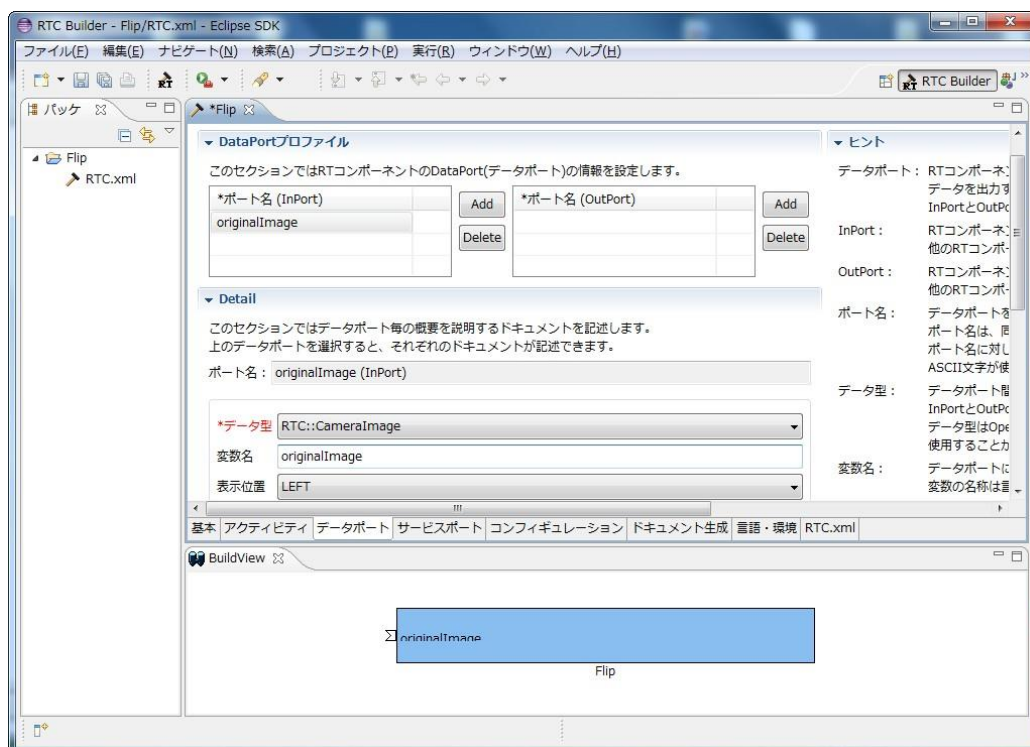 RTC Builder - Flip/RTC.xml - Eclipse SDK
ファイル(F) 編集(E) ナビゲート(N) 検索(A) プロジェクト(P) 実行(R) ウィンドウ(W) ヘルプ(H)
RTC Builder
パッケ
Flip
RTC.xml
*Flip
DataPortプロファイル
このセクションではRTコンポーネントのDataPort(データポート)の情報を設定します。
*ポート名 (InPort)
originalImage
Add
Delete
*ポート名 (OutPort)
Add
Delete
Detail
このセクションではデータポート毎の概要を説明するドキュメントを記述します。
上のデータポートを選択すると、それぞれのドキュメントが記述できます。
ポート名： originalImage (InPort)
*データ型 RTC::CameraImage
変数名 originalImage
表示位置 LEFT
ヒント
データポート： RTコンポーネン
データを出力す
InPortとOutPo
InPort： RTコンポーネン
他のRTコンポー
OutPort： RTコンポーネン
他のRTコンポー
ポート名： データポートを
ポート名は、同
ポート名に対し
ASCII文字が使
データ型： データポート間
InPortとOutPo
データ型はOpe
使用することか
変数名： データポートに
変数の名称は言
基本 アクティビティ データポート サービスポート コンフィギュレーション ドキュメント生成 言語・環境 RTC.xml
BuildView
originalImage
Flip